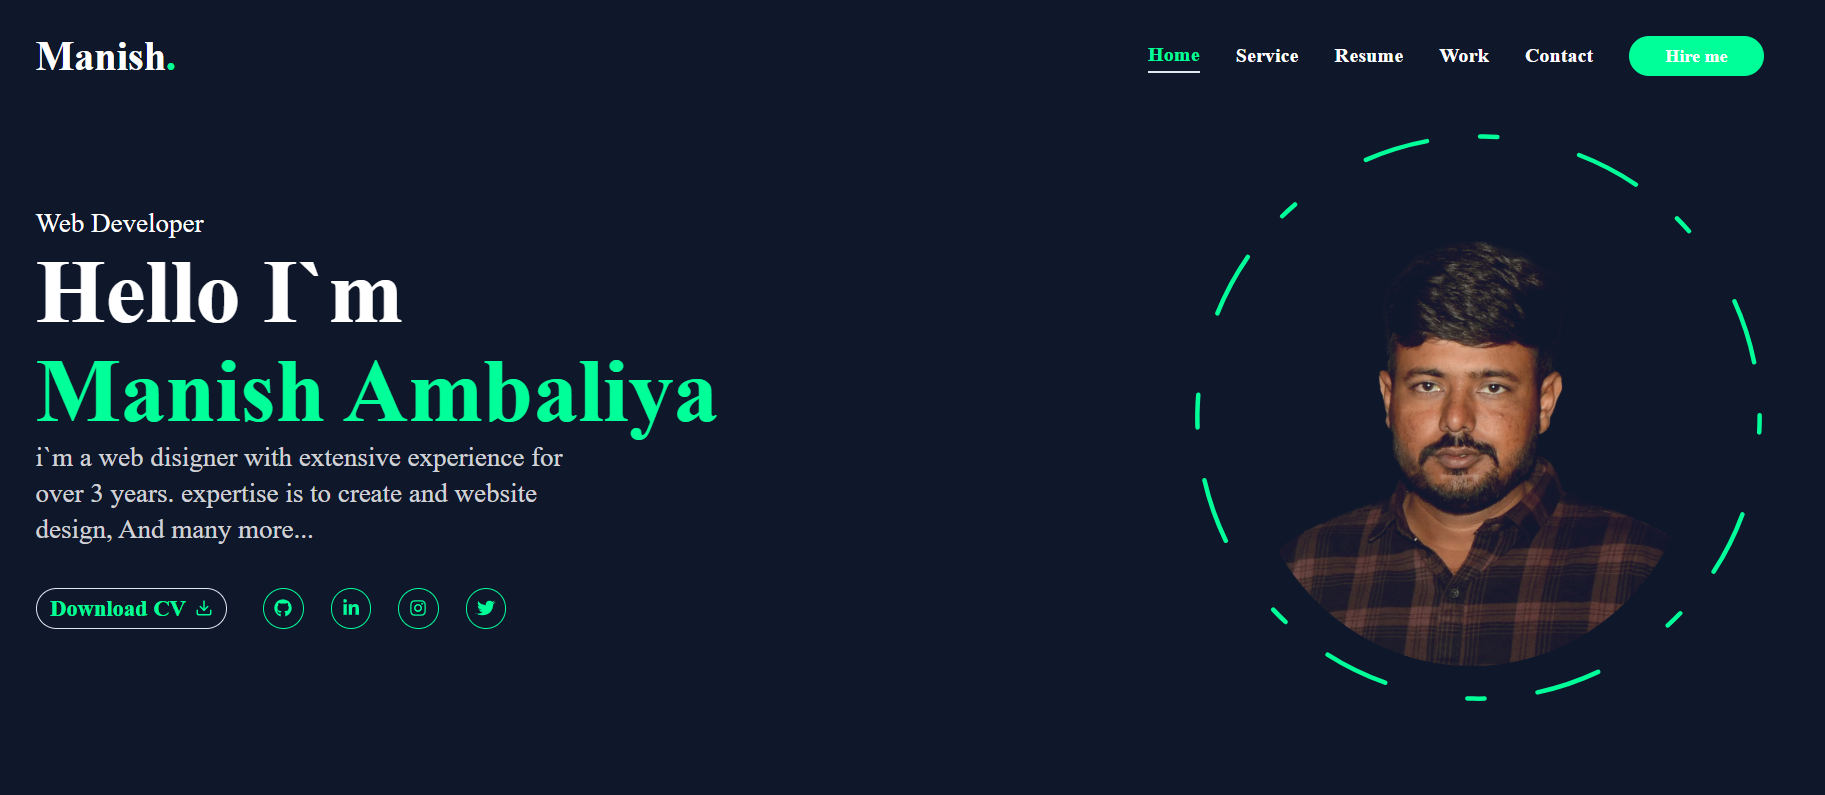 Manish.
Home Service Resume Work Contact Hire me
Web Developer
Hello I`m
Manish Ambaliya
i`m a web disigner with extensive experience for
over 3 years. expertise is to create and website
design, And many more...
Download CV